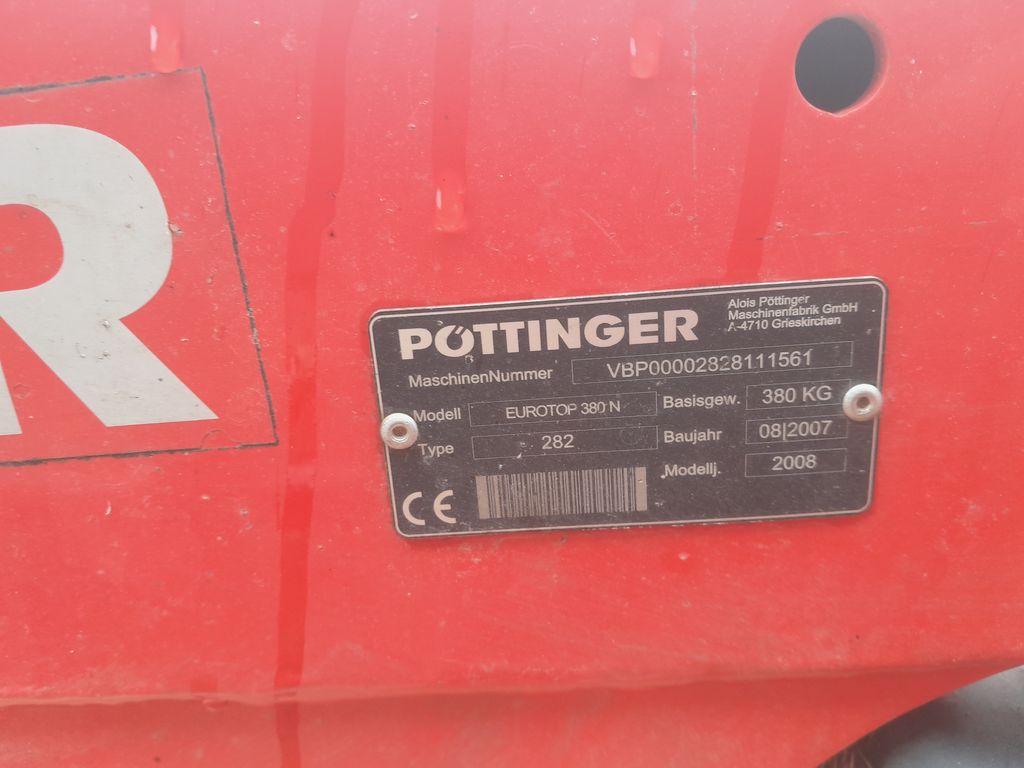 R
PÖTTINGER
Alois Pöttinger
Maschinenfabrik GmbH
A-4710 Grieskirchen
MaschinenNummer VBP00002828111561
Modell EUROTOP 380 N Basisgew. 380 KG
Type 282 Baujahr 08|2007
Modellj. 2008
CE